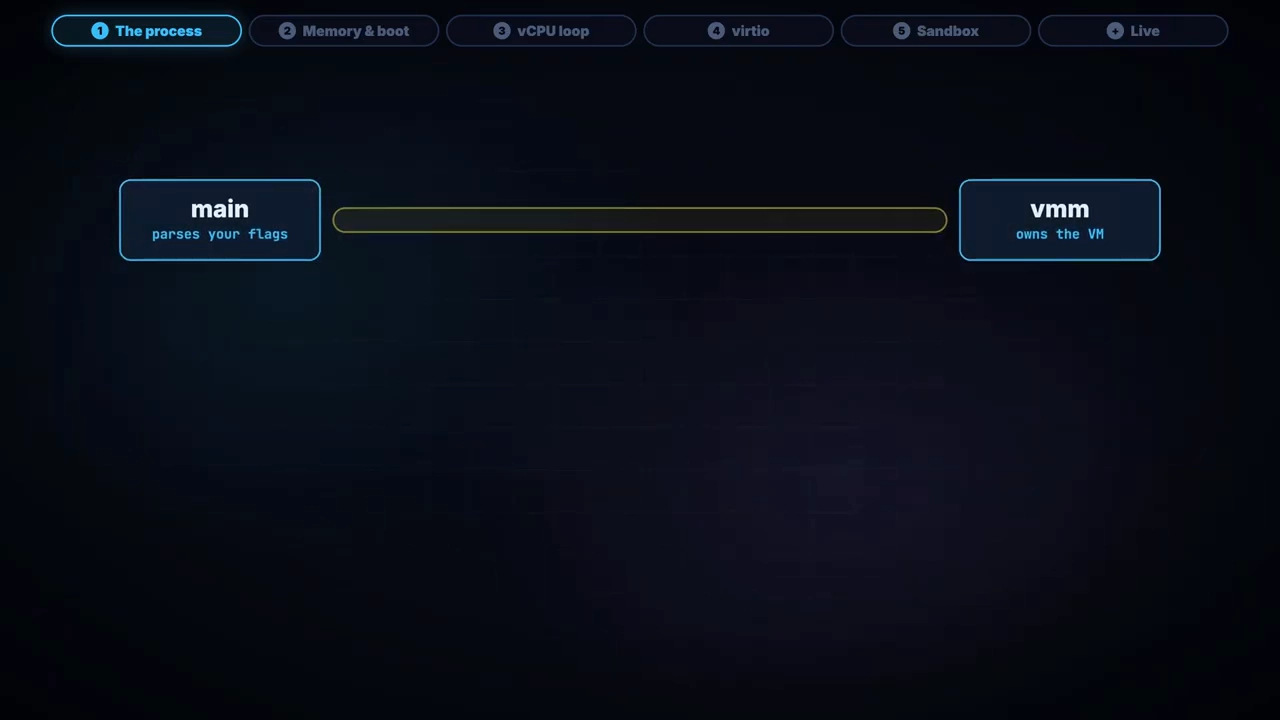 1 The process
2 Memory & boot
3 vCPU loop
4 virtio
5 Sandbox
+ Live
main
parses your flags
vmm
owns the VM